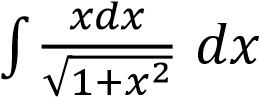 ∫ xdx/√(1+x²) dx